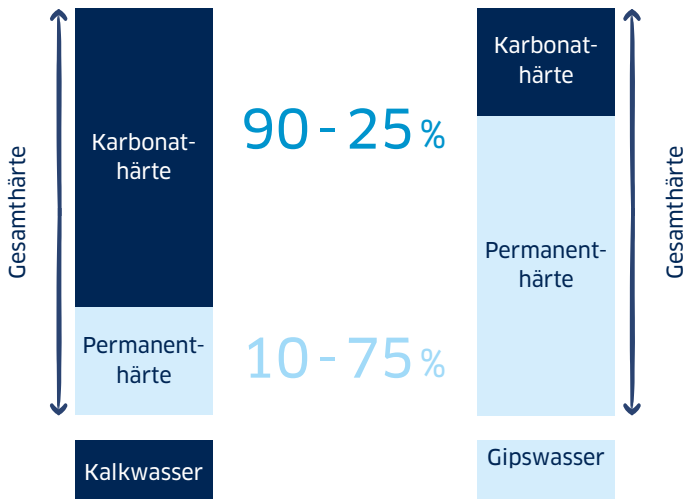 Gesamthärte
Karbonat-
härte
Permanent-
härte
Kalkwasser
90 - 25 %
10 - 75 %
Karbonat-
härte
Permanent-
härte
Gipswasser
Gesamthärte